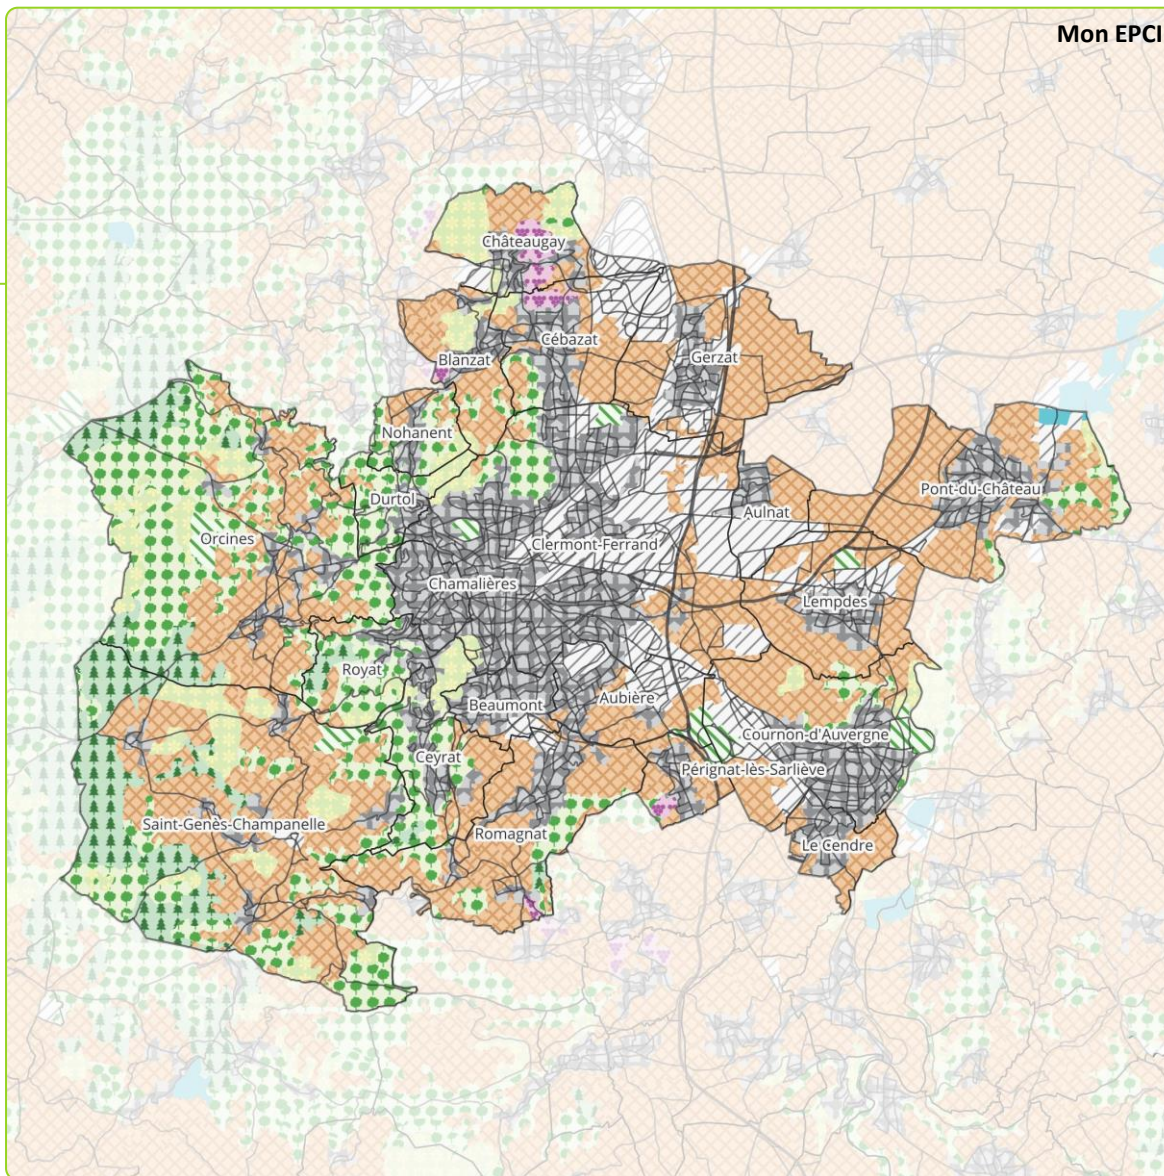 Mon EPCI
Châteaugay
Cébazat
Blanzat
Gerzat
Nohanent
Durtol
Pont-du-Château
Aulnat
Orcines
Clermont-Ferrand
Chamalières
Lempdes
Royat
Aubière
Beaumont
Cournon-d'Auvergne
Ceyrat
Pérignat-lès-Sarliève
Saint-Genès-Champanelle
Romagnat
Le Cendre